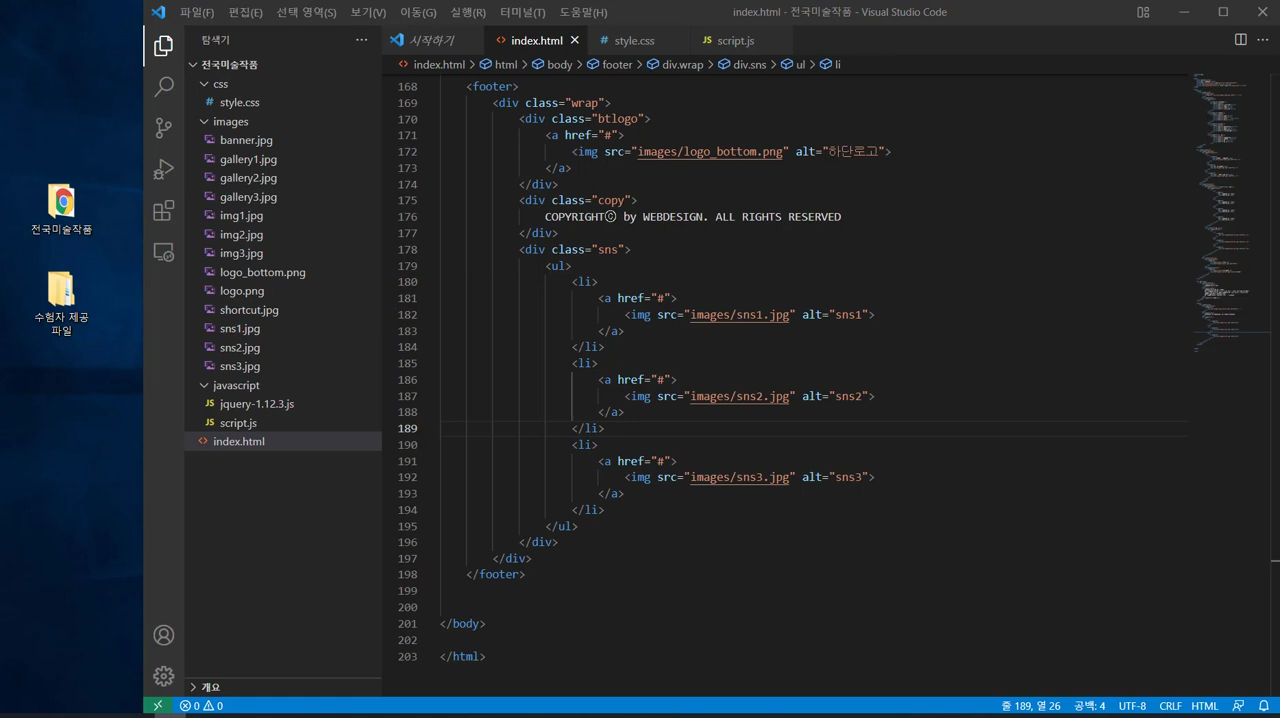 파일(F) 편집(E) 선택 영역(S) 보기(V) 이동(G) 실행(R) 터미널(T) 도움말(H) index.html - 전국미술작품 - Visual Studio Code
탐색기
시작하기 index.html style.css script.js
index.html > html > body > footer > div.wrap > div.sns > ul > li
전국미술작품
css
style.css
images
banner.jpg
gallery1.jpg
gallery2.jpg
gallery3.jpg
img1.jpg
img2.jpg
img3.jpg
logo_bottom.png
logo.png
shortcut.jpg
sns1.jpg
sns2.jpg
sns3.jpg
javascript
jquery-1.12.3.js
script.js
index.html
개요
전국미술작품
수험자 제공
파일
168 <footer>
169 <div class="wrap">
170 <div class="btlogo">
171 <a href="#">
172 <img src="images/logo_bottom.png" alt="하단로고">
173 </a>
174 </div>
175 <div class="copy">
176 COPYRIGHTⓒ by WEBDESIGN. ALL RIGHTS RESERVED
177 </div>
178 <div class="sns">
179 <ul>
180 <li>
181 <a href="#">
182 <img src="images/sns1.jpg" alt="sns1">
183 </a>
184 </li>
185 <li>
186 <a href="#">
187 <img src="images/sns2.jpg" alt="sns2">
188 </a>
189 </li>
190 <li>
191 <a href="#">
192 <img src="images/sns3.jpg" alt="sns3">
193 </a>
194 </li>
195 </ul>
196 </div>
197 </div>
198 </footer>
199
200
201 </body>
202
203 </html>
0 0 줄 189, 열 26 공백: 4 UTF-8 CRLF HTML